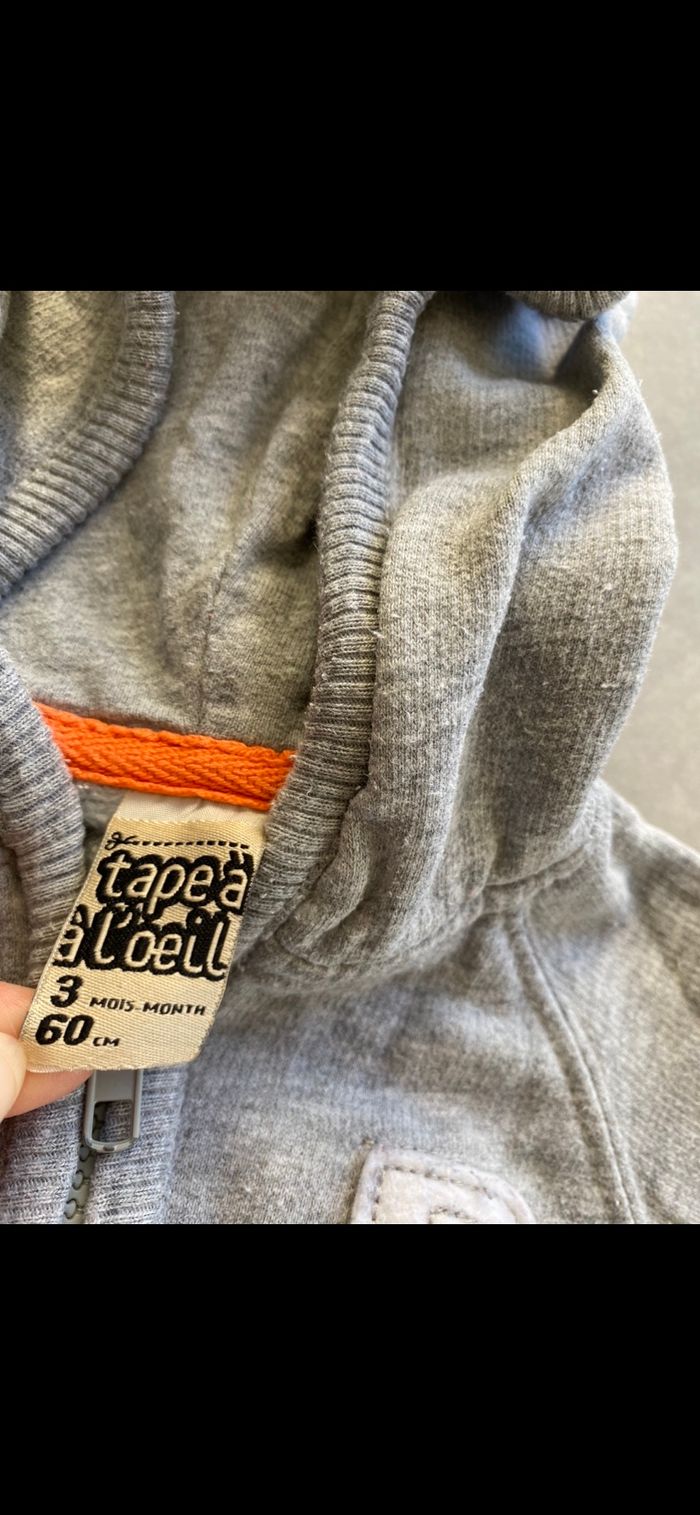 tape à
à l'oeil
3 MOIS-MONTH
60 CM